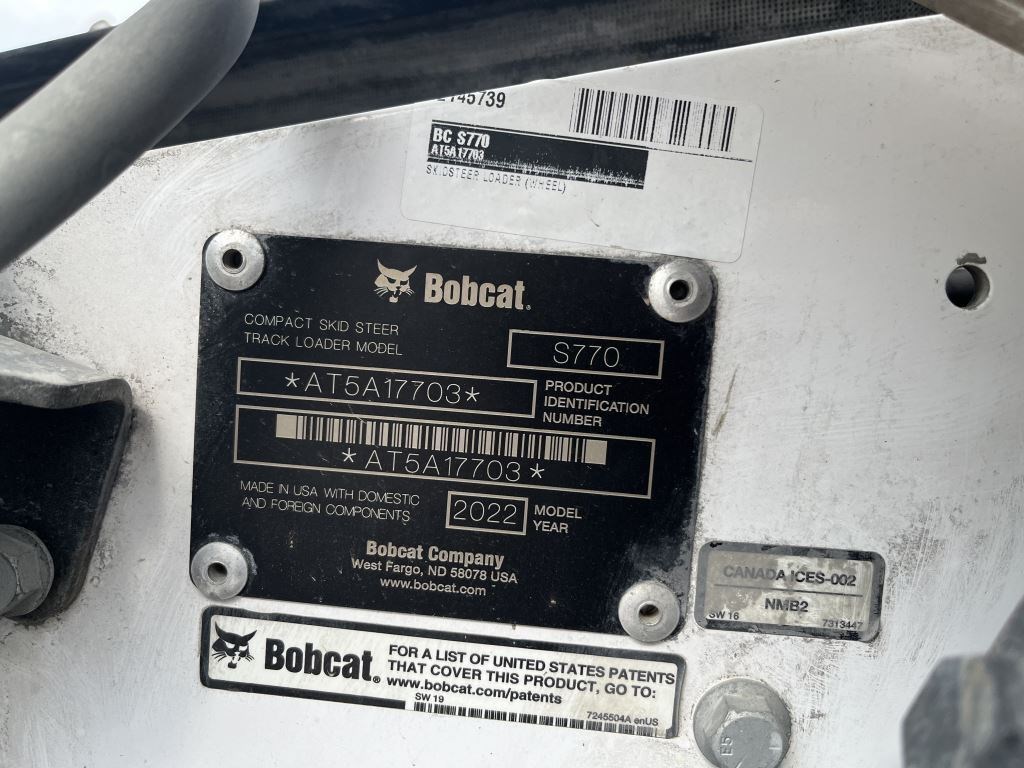 145739
BC S770
AT5A17703
SKIDSTEER LOADER (WHEEL)
Bobcat®
COMPACT SKID STEER
TRACK LOADER MODEL
S770
*AT5A17703*
PRODUCT
IDENTIFICATION
NUMBER
*AT5A17703*
MADE IN USA WITH DOMESTIC
AND FOREIGN COMPONENTS
2022
MODEL
YEAR
Bobcat Company
West Fargo, ND 58078 USA
www.bobcat.com
CANADA ICES-002
NMB2
SW 16
7313447
Bobcat®
FOR A LIST OF UNITED STATES PATENTS
THAT COVER THIS PRODUCT, GO TO:
www.bobcat.com/patents
SW 19
7245504A enUS
E5